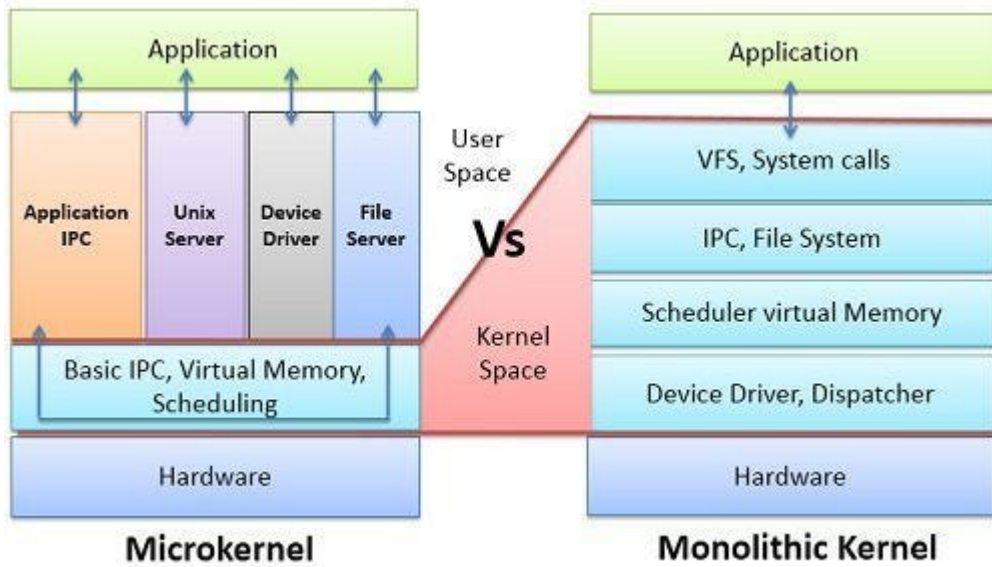 Application
Application
IPC
Unix
Server
Device
Driver
File
Server
Basic IPC, Virtual Memory,
Scheduling
Hardware
Microkernel
User
Space
Vs
Kernel
Space
Application
VFS, System calls
IPC, File System
Scheduler virtual Memory
Device Driver, Dispatcher
Hardware
Monolithic Kernel